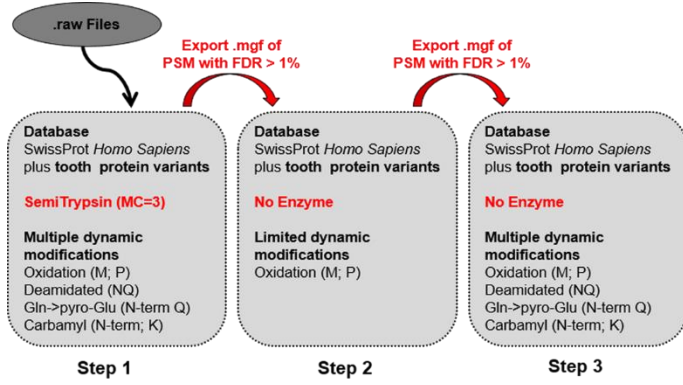 .raw Files
Export .mgf of
PSM with FDR > 1%
Export .mgf of
PSM with FDR > 1%
Database
SwissProt Homo Sapiens
plus tooth protein variants
SemiTrypsin (MC=3)
Multiple dynamic
modifications
Oxidation (M; P)
Deamidated (NQ)
Gln->pyro-Glu (N-term Q)
Carbamyl (N-term; K)
Step 1
Database
SwissProt Homo Sapiens
plus tooth protein variants
No Enzyme
Limited dynamic
modifications
Oxidation (M; P)
Step 2
Database
SwissProt Homo Sapiens
plus tooth protein variants
No Enzyme
Multiple dynamic
modifications
Oxidation (M; P)
Deamidated (NQ)
Gln->pyro-Glu (N-term Q)
Carbamyl (N-term; K)
Step 3